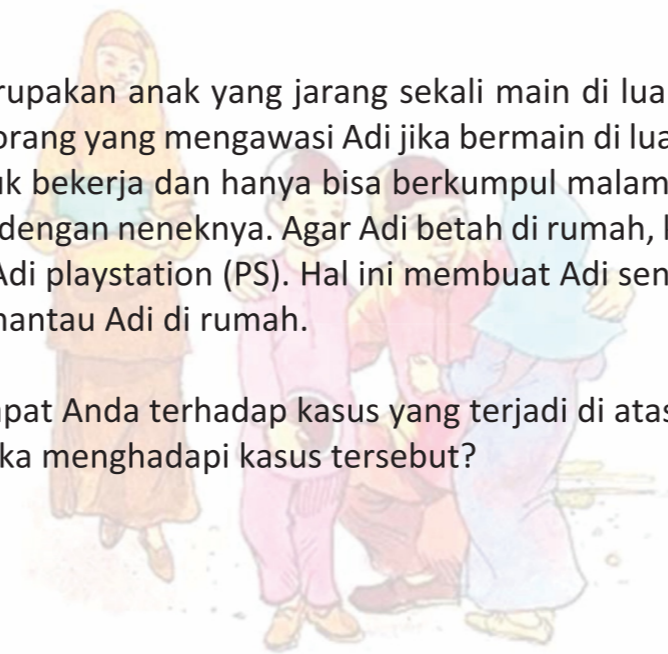 rupakan anak yang jarang sekali main di lua
orang yang mengawasi Adi jika bermain di lua
uk bekerja dan hanya bisa berkumpul malam
dengan neneknya. Agar Adi betah di rumah,
Adi playstation (PS). Hal ini membuat Adi sen
mantau Adi di rumah.
apat Anda terhadap kasus yang terjadi di atas
ka menghadapi kasus tersebut?